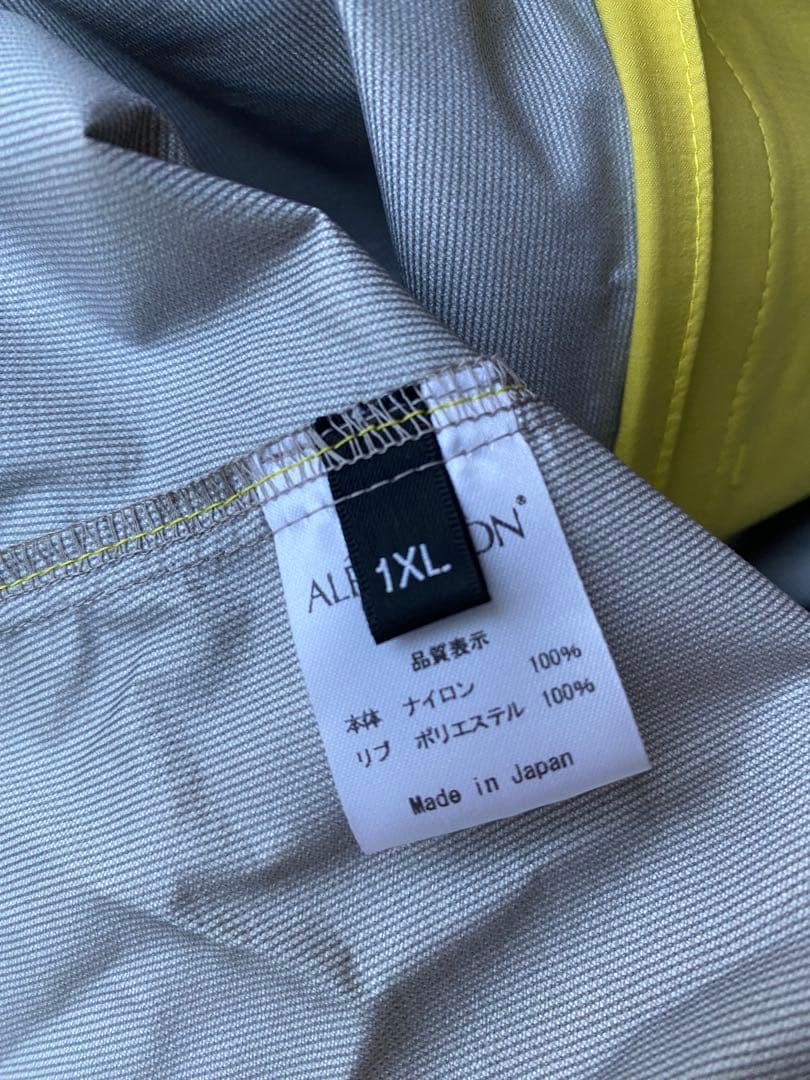 1XL
品質表示
本体 ナイロン 100%
リブ ポリエステル 100%
Made in Japan